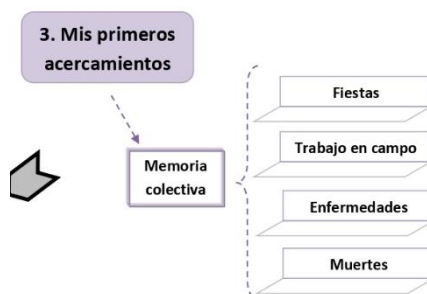 3. Mis primeros
acercamientos
Memoria
colectiva
Fiestas
Trabajo en campo
Enfermedades
Muertes